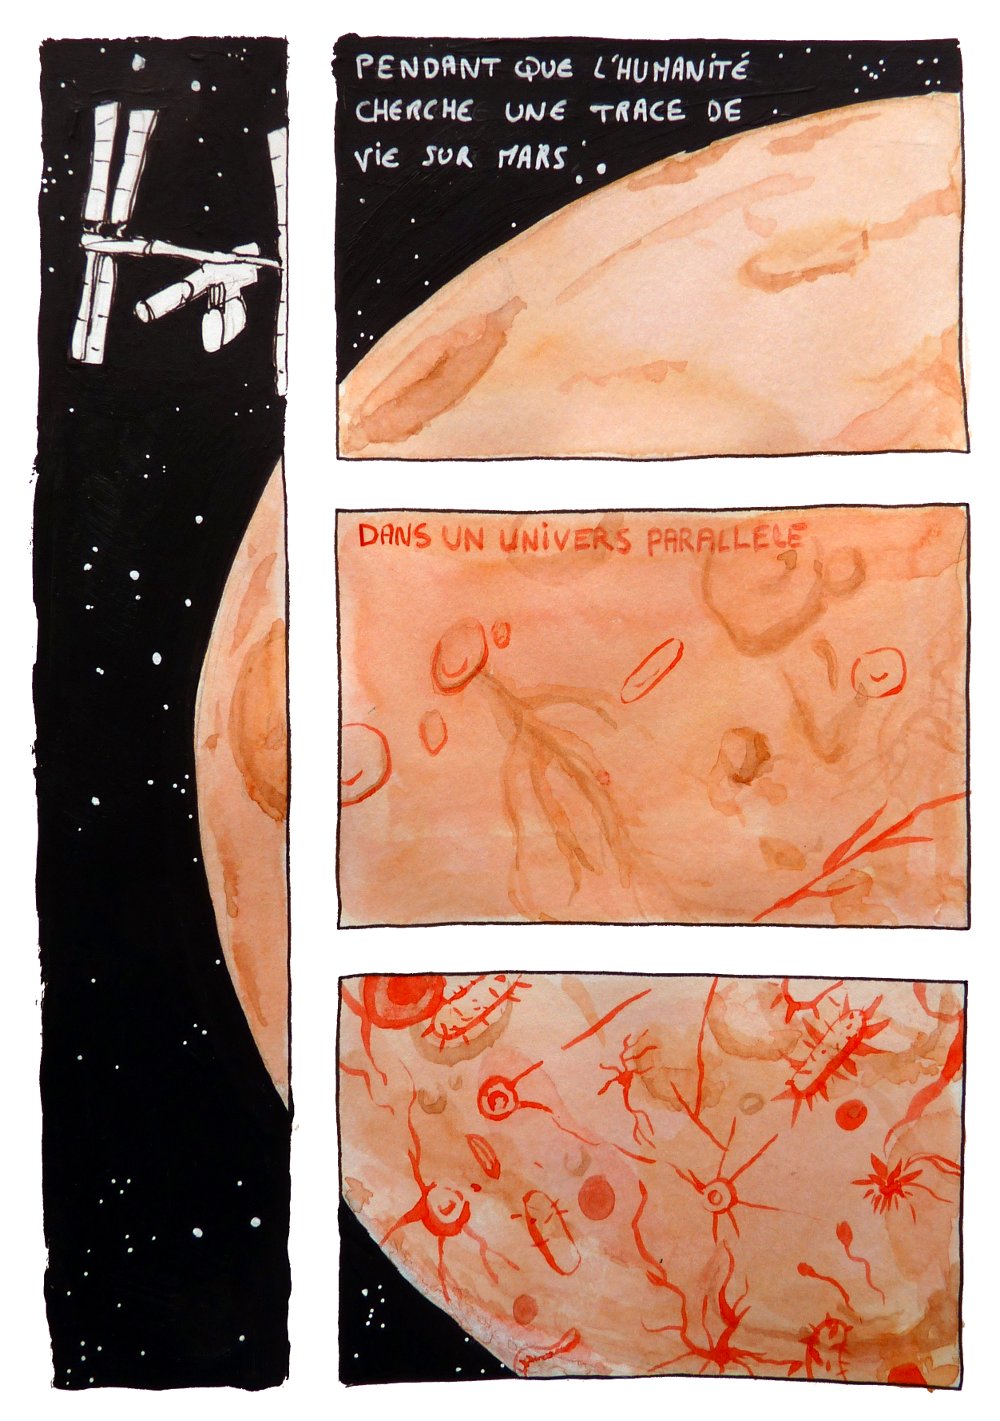 PENDANT QUE L'HUMANITÉ
CHERCHE UNE TRACE DE
VIE SUR MARS
DANS UN UNIVERS PARALLELE